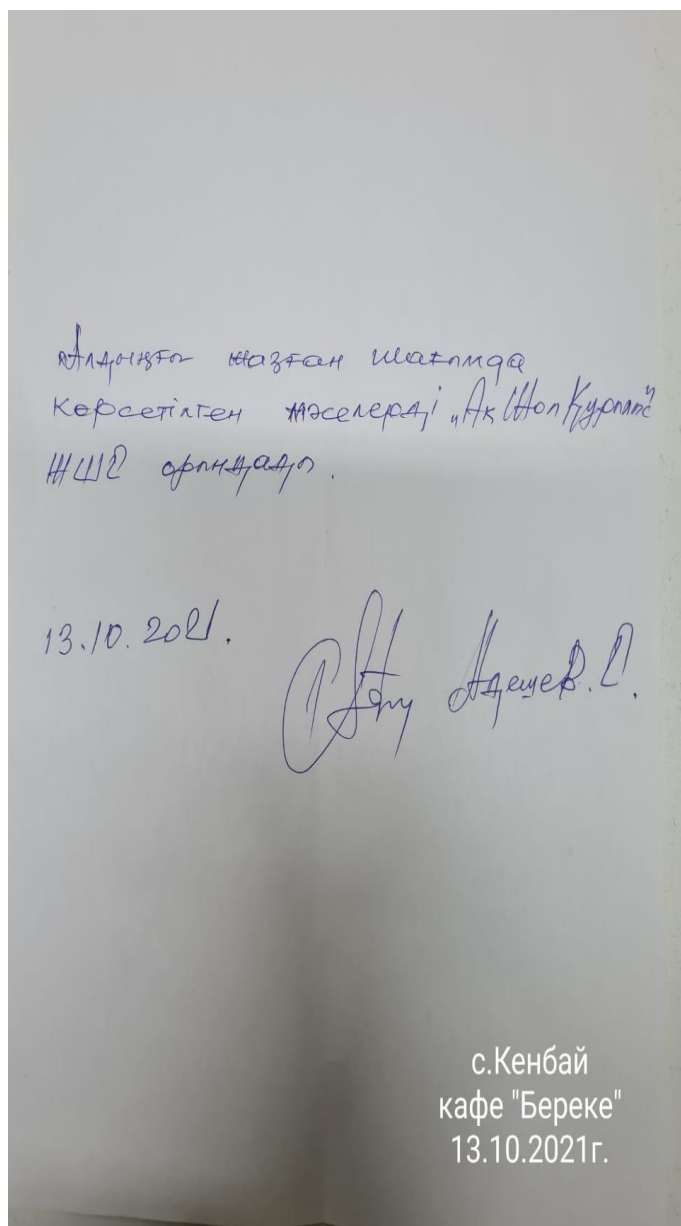 Алдыңғы жазған шағымда
көрсетілген мәселерді "Ақ Жол Құрылыс"
ЖШС орындады.
13.10.2021.
Адешев. С.
с.Кенбай
кафе "Береке"
13.10.2021г.